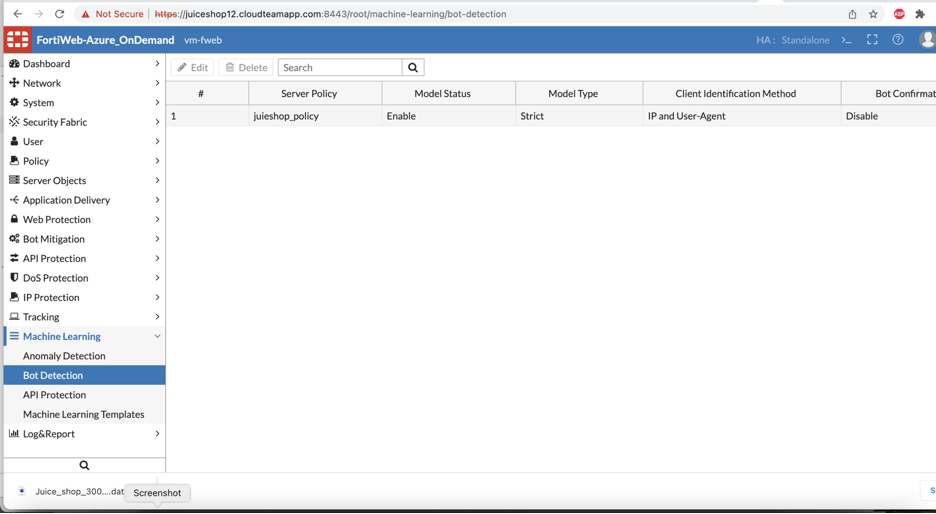 Not Secure | https://juiceshop12.cloudteamapp.com:8443/root/machine-learning/bot-detection
ABP
FortiWeb-Azure_OnDemand vm-fweb
HA: Standalone >_
Dashboard
Network
System
Security Fabric
User
Policy
Server Objects
Application Delivery
Web Protection
Bot Mitigation
API Protection
DoS Protection
IP Protection
Tracking
Machine Learning
Anomaly Detection
Bot Detection
API Protection
Machine Learning Templates
Log&Report
Edit Delete Search
# Server Policy Model Status Model Type Client Identification Method Bot Confirmat
1 juieshop_policy Enable Strict IP and User-Agent Disable
Juice_shop_300....dat
Screenshot
S